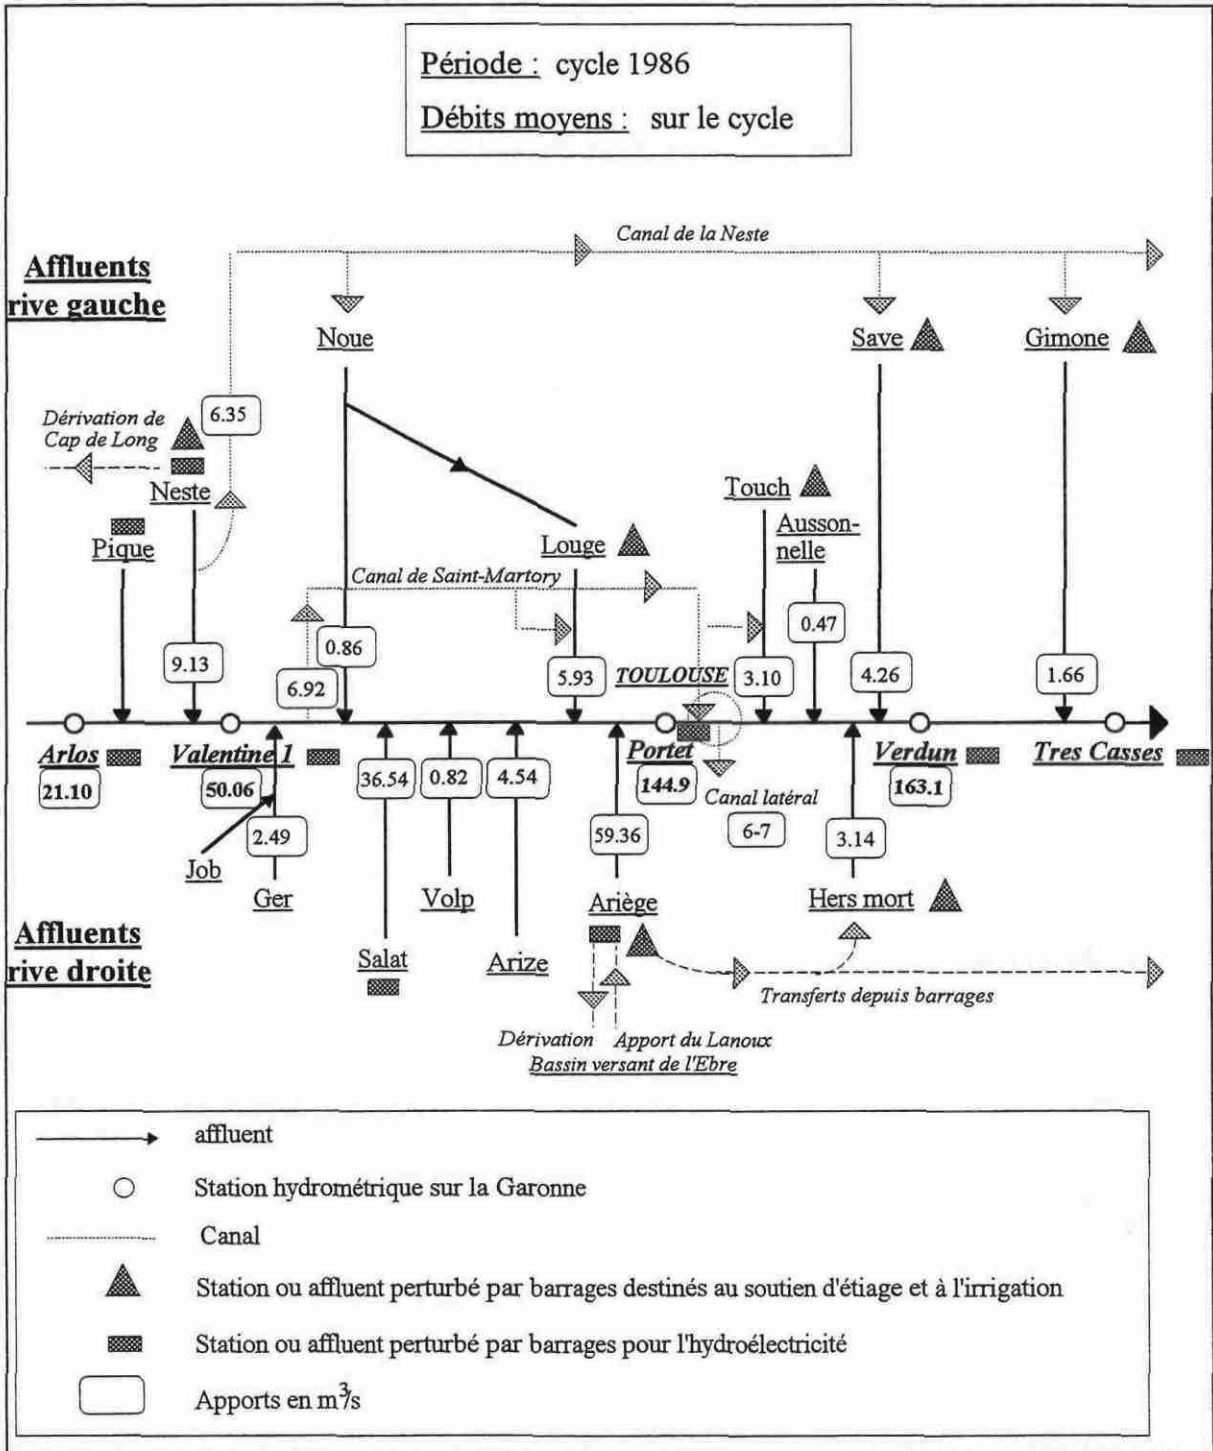 Période : cycle 1986
Débits moyens : sur le cycle
Canal de la Neste
Affluents
rive gauche
Noue
Save
Gimone
6.35
Dérivation de
Cap de Long
Neste
Touch
Pique
Louge
Ausson-
nelle
Canal de Saint-Martory
0.47
0.86
9.13
6.92
5.93
TOULOUSE
3.10
4.26
1.66
Arlos
Valentine 1
Portet
Verdun
Tres Casses
21.10
50.06
36.54
0.82
4.54
144.9
163.1
Canal latéral
6-7
2.49
59.36
3.14
Job
Ger
Volp
Ariège
Hers mort
Affluents
rive droite
Salat
Arize
Transferts depuis barrages
Dérivation Apport du Lanoux
Bassin versant de l'Ebre
affluent
Station hydrométrique sur la Garonne
Canal
Station ou affluent perturbé par barrages destinés au soutien d'étiage et à l'irrigation
Station ou affluent perturbé par barrages pour l'hydroélectricité
Apports en m³/s